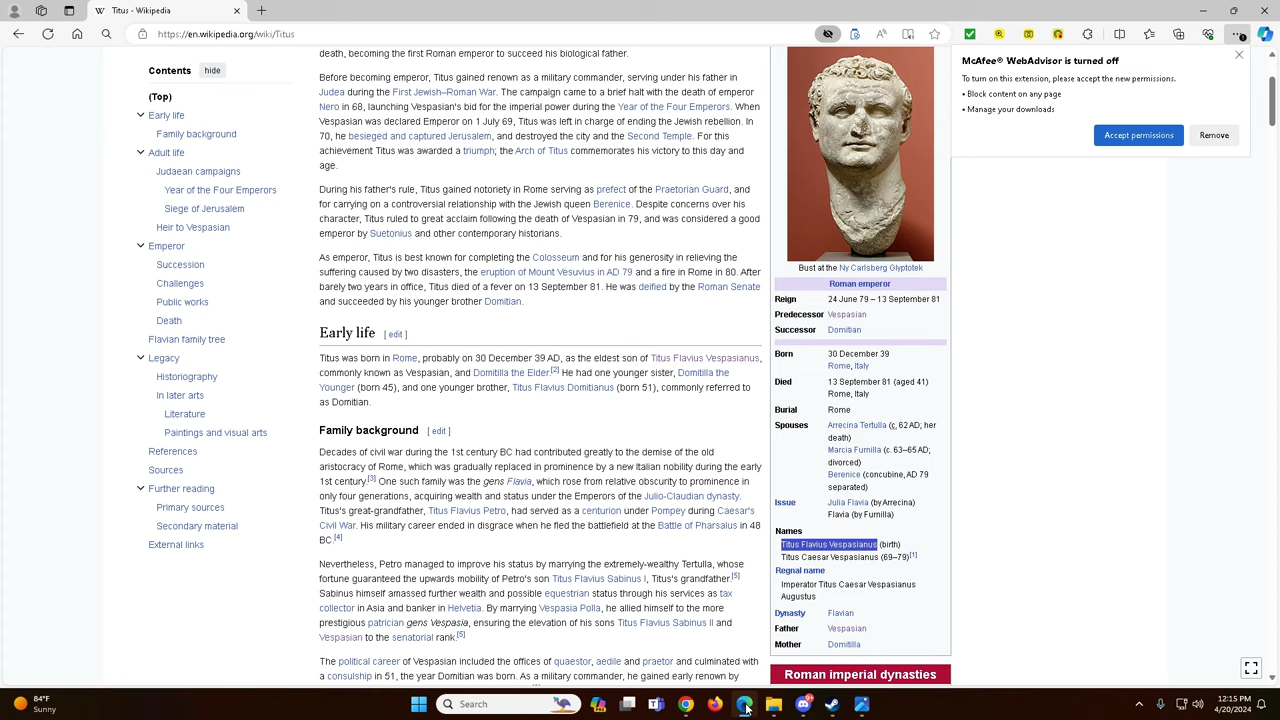 Titus - Wikipedia
https://en.wikipedia.org/wiki/Titus
McAfee® WebAdvisor is turned off
To turn on this extension, please accept the new permissions.
• Block content on any page
• Manage your downloads
Accept permissions
Remove
Contents
hide
(Top)
Early life
Family background
Adult life
Judaean campaigns
Year of the Four Emperors
Siege of Jerusalem
Heir to Vespasian
Emperor
Succession
Challenges
Public works
Death
Flavian family tree
Legacy
Historiography
In later arts
Literature
Paintings and visual arts
References
Sources
Further reading
Primary sources
Secondary material
External links
death, becoming the first Roman emperor to succeed his biological father.
Before becoming emperor, Titus gained renown as a military commander, serving under his father in
Judea during the First Jewish–Roman War. The campaign came to a brief halt with the death of emperor
Nero in 68, launching Vespasian's bid for the imperial power during the Year of the Four Emperors. When
Vespasian was declared Emperor on 1 July 69, Titus was left in charge of ending the Jewish rebellion. In
70, he besieged and captured Jerusalem, and destroyed the city and the Second Temple. For this
achievement Titus was awarded a triumph; the Arch of Titus commemorates his victory to this day and
age.
During his father's rule, Titus gained notoriety in Rome serving as prefect of the Praetorian Guard, and
for carrying on a controversial relationship with the Jewish queen Berenice. Despite concerns over his
character, Titus ruled to great acclaim following the death of Vespasian in 79, and was considered a good
emperor by Suetonius and other contemporary historians.
As emperor, Titus is best known for completing the Colosseum and for his generosity in relieving the
suffering caused by two disasters, the eruption of Mount Vesuvius in AD 79 and a fire in Rome in 80. After
barely two years in office, Titus died of a fever on 13 September 81. He was deified by the Roman Senate
and succeeded by his younger brother Domitian.
Early life [ edit ]
Titus was born in Rome, probably on 30 December 39 AD, as the eldest son of Titus Flavius Vespasianus,
commonly known as Vespasian, and Domitilla the Elder.[2] He had one younger sister, Domitilla the
Younger (born 45), and one younger brother, Titus Flavius Domitianus (born 51), commonly referred to
as Domitian.
Family background [ edit ]
Decades of civil war during the 1st century BC had contributed greatly to the demise of the old
aristocracy of Rome, which was gradually replaced in prominence by a new Italian nobility during the early
1st century.[3] One such family was the gens Flavia, which rose from relative obscurity to prominence in
only four generations, acquiring wealth and status under the Emperors of the Julio-Claudian dynasty.
Titus's great-grandfather, Titus Flavius Petro, had served as a centurion under Pompey during Caesar's
Civil War. His military career ended in disgrace when he fled the battlefield at the Battle of Pharsalus in 48
BC.[4]
Nevertheless, Petro managed to improve his status by marrying the extremely-wealthy Tertulla, whose
fortune guaranteed the upwards mobility of Petro's son Titus Flavius Sabinus I, Titus's grandfather.[5]
Sabinus himself amassed further wealth and possible equestrian status through his services as tax
collector in Asia and banker in Helvetia. By marrying Vespasia Polla, he allied himself to the more
prestigious patrician gens Vespasia, ensuring the elevation of his sons Titus Flavius Sabinus II and
Vespasian to the senatorial rank.[5]
The political career of Vespasian included the offices of quaestor, aedile and praetor and culminated with
a consulship in 51, the year Domitian was born. As a military commander, he gained early renown by
Bust at the Ny Carlsberg Glyptotek
Roman emperor
Reign 24 June 79 – 13 September 81
Predecessor Vespasian
Successor Domitian
Born 30 December 39
Rome, Italy
Died 13 September 81 (aged 41)
Rome, Italy
Burial Rome
Spouses Arrecina Tertulla (c. 62 AD; her
death)
Marcia Furnilla (c. 63–65 AD;
divorced)
Berenice (concubine, AD 79
separated)
Issue Julia Flavia (by Arrecina)
Flavia (by Furnilla)
Names
Titus Flavius Vespasianus (birth)
Titus Caesar Vespasianus (69–79)[1]
Regnal name
Imperator Titus Caesar Vespasianus
Augustus
Dynasty Flavian
Father Vespasian
Mother Domitilla
Roman imperial dynasties
84°F
Sunny
Search
12:15 PM
4/20/2024